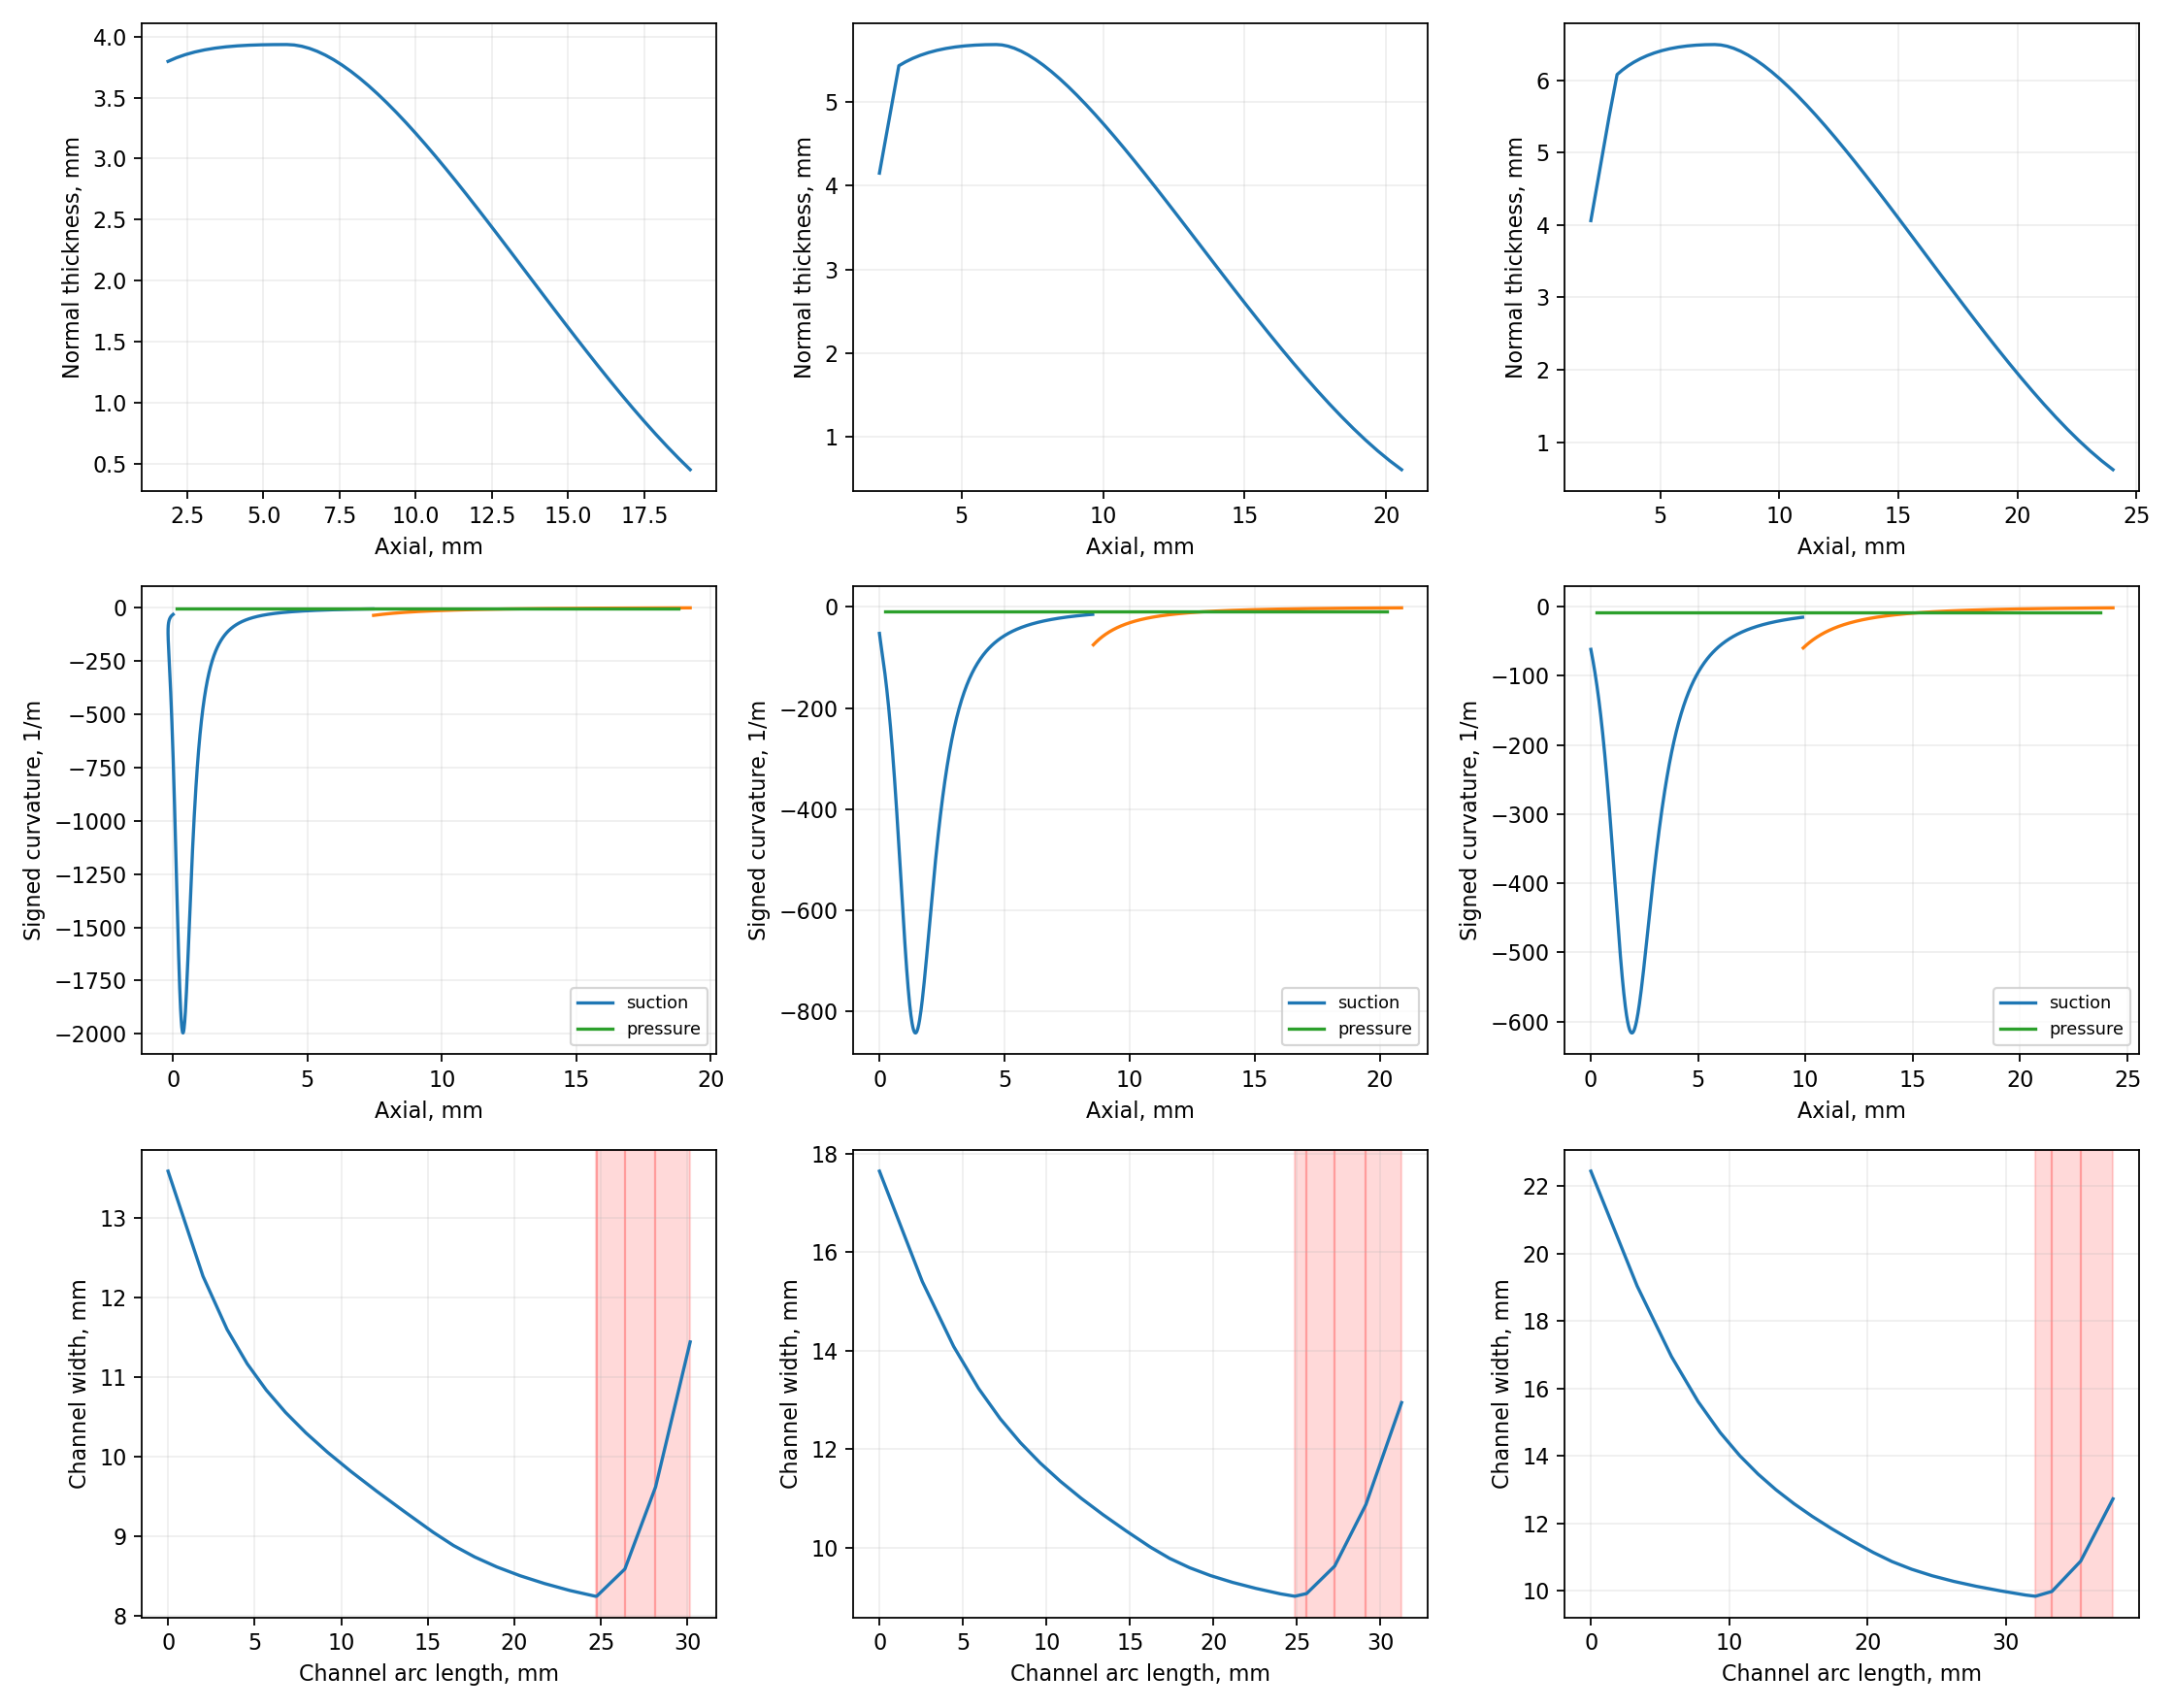 4.0
3.5
3.0
2.5
2.0
1.5
1.0
0.5
Normal thickness, mm
2.5 5.0 7.5 10.0 12.5 15.0 17.5
Axial, mm
5
4
3
2
1
Normal thickness, mm
5 10 15 20
Axial, mm
6
5
4
3
2
1
Normal thickness, mm
5 10 15 20 25
Axial, mm
0
−250
−500
−750
−1000
−1250
−1500
−1750
−2000
Signed curvature, 1/m
suction
pressure
0 5 10 15 20
Axial, mm
0
−200
−400
−600
−800
Signed curvature, 1/m
suction
pressure
0 5 10 15 20
Axial, mm
0
−100
−200
−300
−400
−500
−600
Signed curvature, 1/m
suction
pressure
0 5 10 15 20 25
Axial, mm
13
12
11
10
9
8
Channel width, mm
0 5 10 15 20 25 30
Channel arc length, mm
18
16
14
12
10
Channel width, mm
0 5 10 15 20 25 30
Channel arc length, mm
22
20
18
16
14
12
10
Channel width, mm
0 10 20 30
Channel arc length, mm